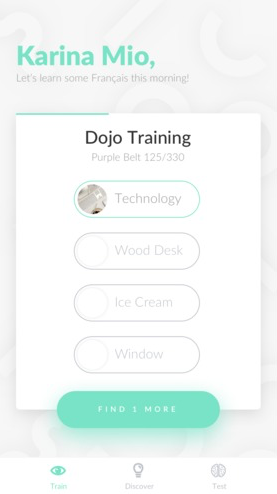 Karina Mio,
Let's learn some Français this morning!
Dojo Training
Purple Belt 125/330
Technology
Wood Desk
Ice Cream
Window
FIND 1 MORE
Train
Discover
Test